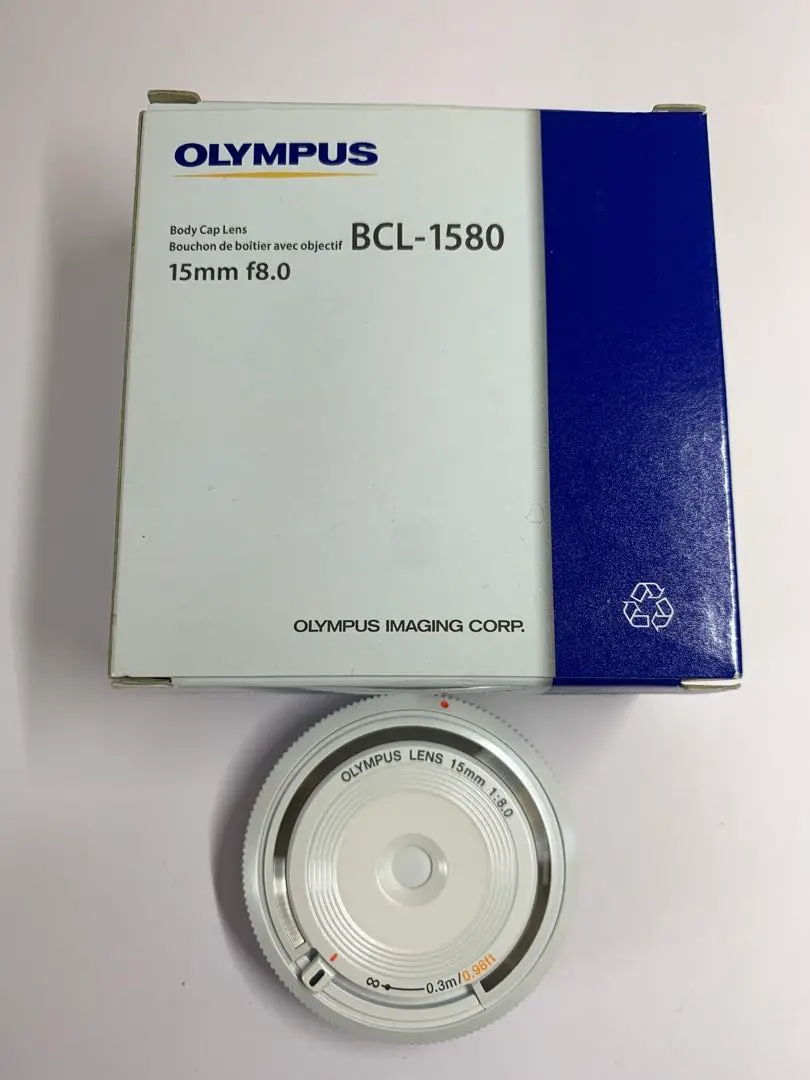 OLYMPUS
Body Cap Lens
Bouchon de boîtier avec objectif BCL-1580
15mm f8.0
OLYMPUS IMAGING CORP.
OLYMPUS LENS 15mm 1:8.0
∞ 0.3m/0.98ft